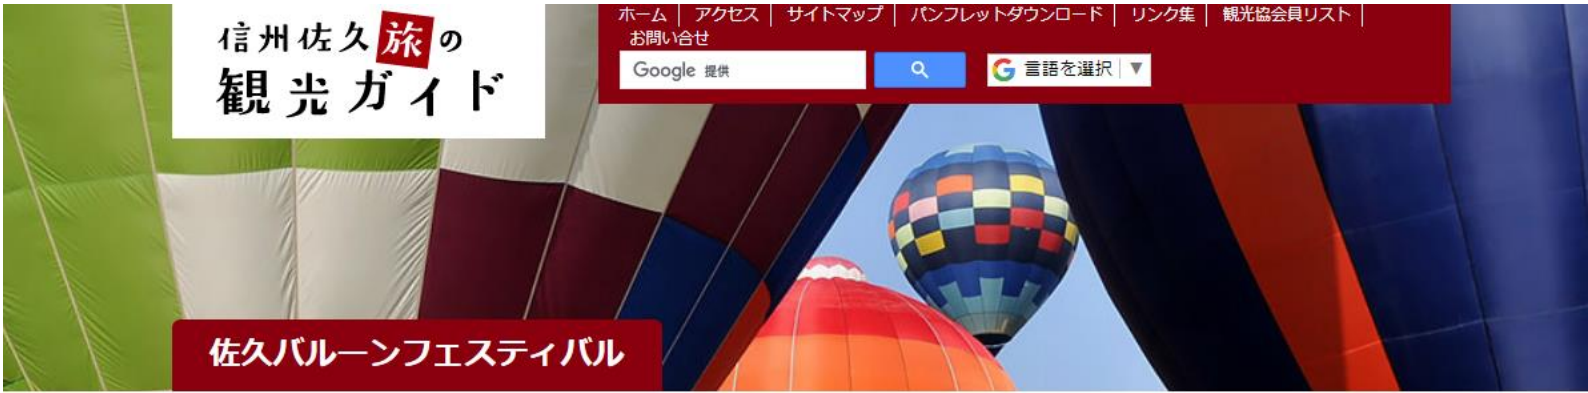 信州佐久旅の
観光ガイド
ホーム│アクセス│サイトマップ│パンフレットダウンロード│リンク集│観光協会員リスト│
お問い合せ
Google 提供
言語を選択│▼
佐久バルーンフェスティバル